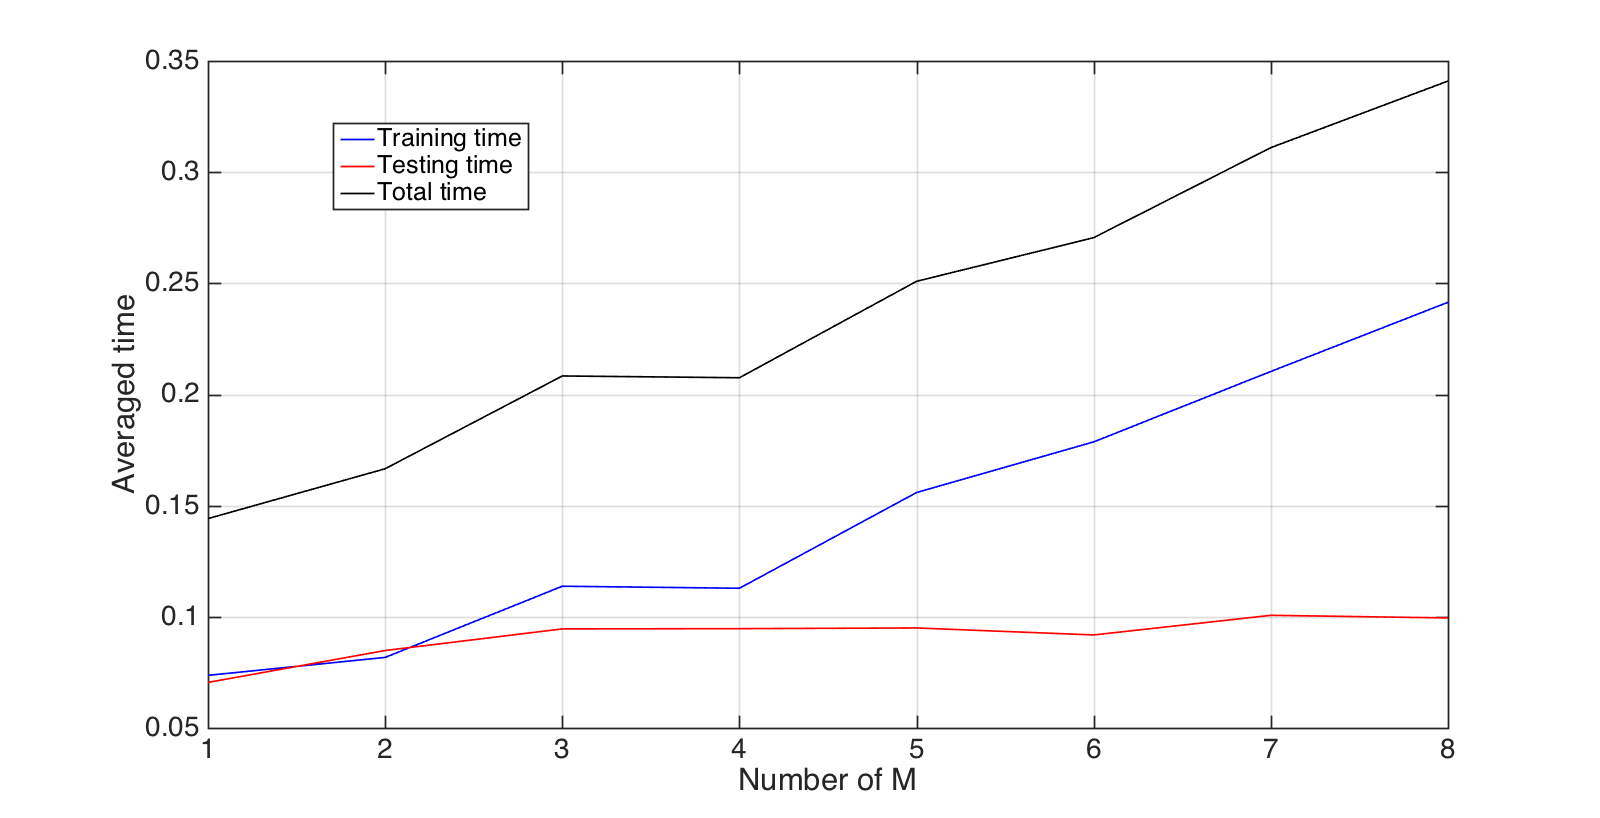 0.35
0.3
0.25
0.2
0.15
0.1
0.05
Averaged time
Training time
Testing time
Total time
1 2 3 4 5 6 7 8
Number of M